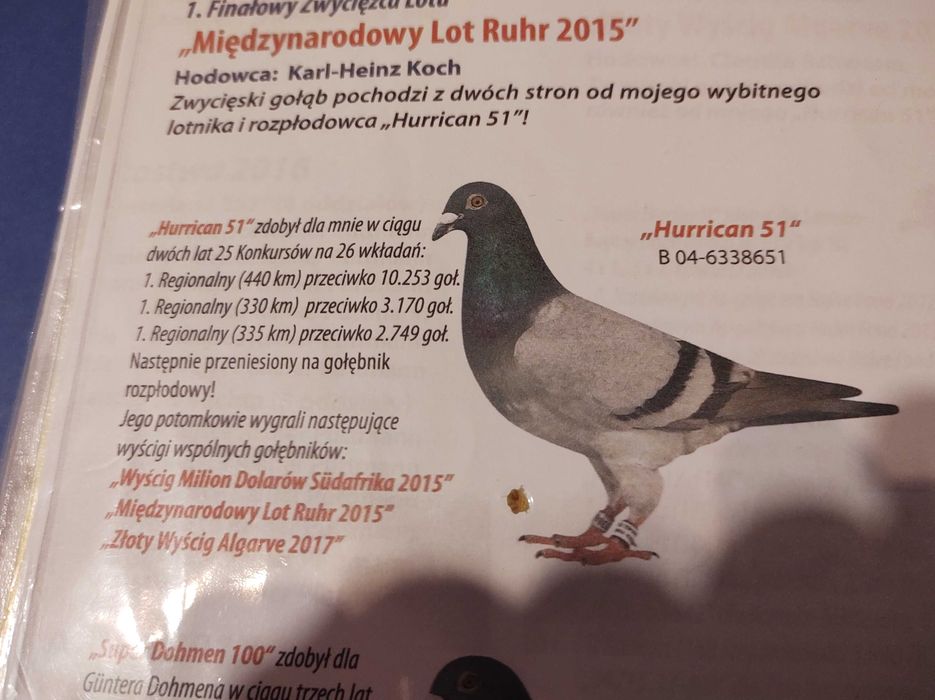 1. Finałowy Zwycięzca Lotu
„Międzynarodowy Lot Ruhr 2015”
Hodowca: Karl-Heinz Koch
Zwycięski gołąb pochodzi z dwóch stron od mojego wybitnego
lotnika i rozpłodowca „Hurrican 51”!
„Hurrican 51“ zdobył dla mnie w ciągu
dwóch lat 25 Konkursów na 26 wkładań:
1. Regionalny (440 km) przeciwko 10.253 goł.
1. Regionalny (330 km) przeciwko 3.170 goł.
1. Regionalny (335 km) przeciwko 2.749 goł.
Następnie przeniesiony na gołębnik
rozpłodowy!
Jego potomkowie wygrali następujące
wyścigi wspólnych gołębników:
„Wyścig Milion Dolarów Südafrika 2015”
„Międzynarodowy Lot Ruhr 2015”
„Złoty Wyścig Algarve 2017”
„Hurrican 51“
B 04-6338651
„Super Dohmen 100“ zdobył dla
Güntera Dohmena w ciągu trzech lat